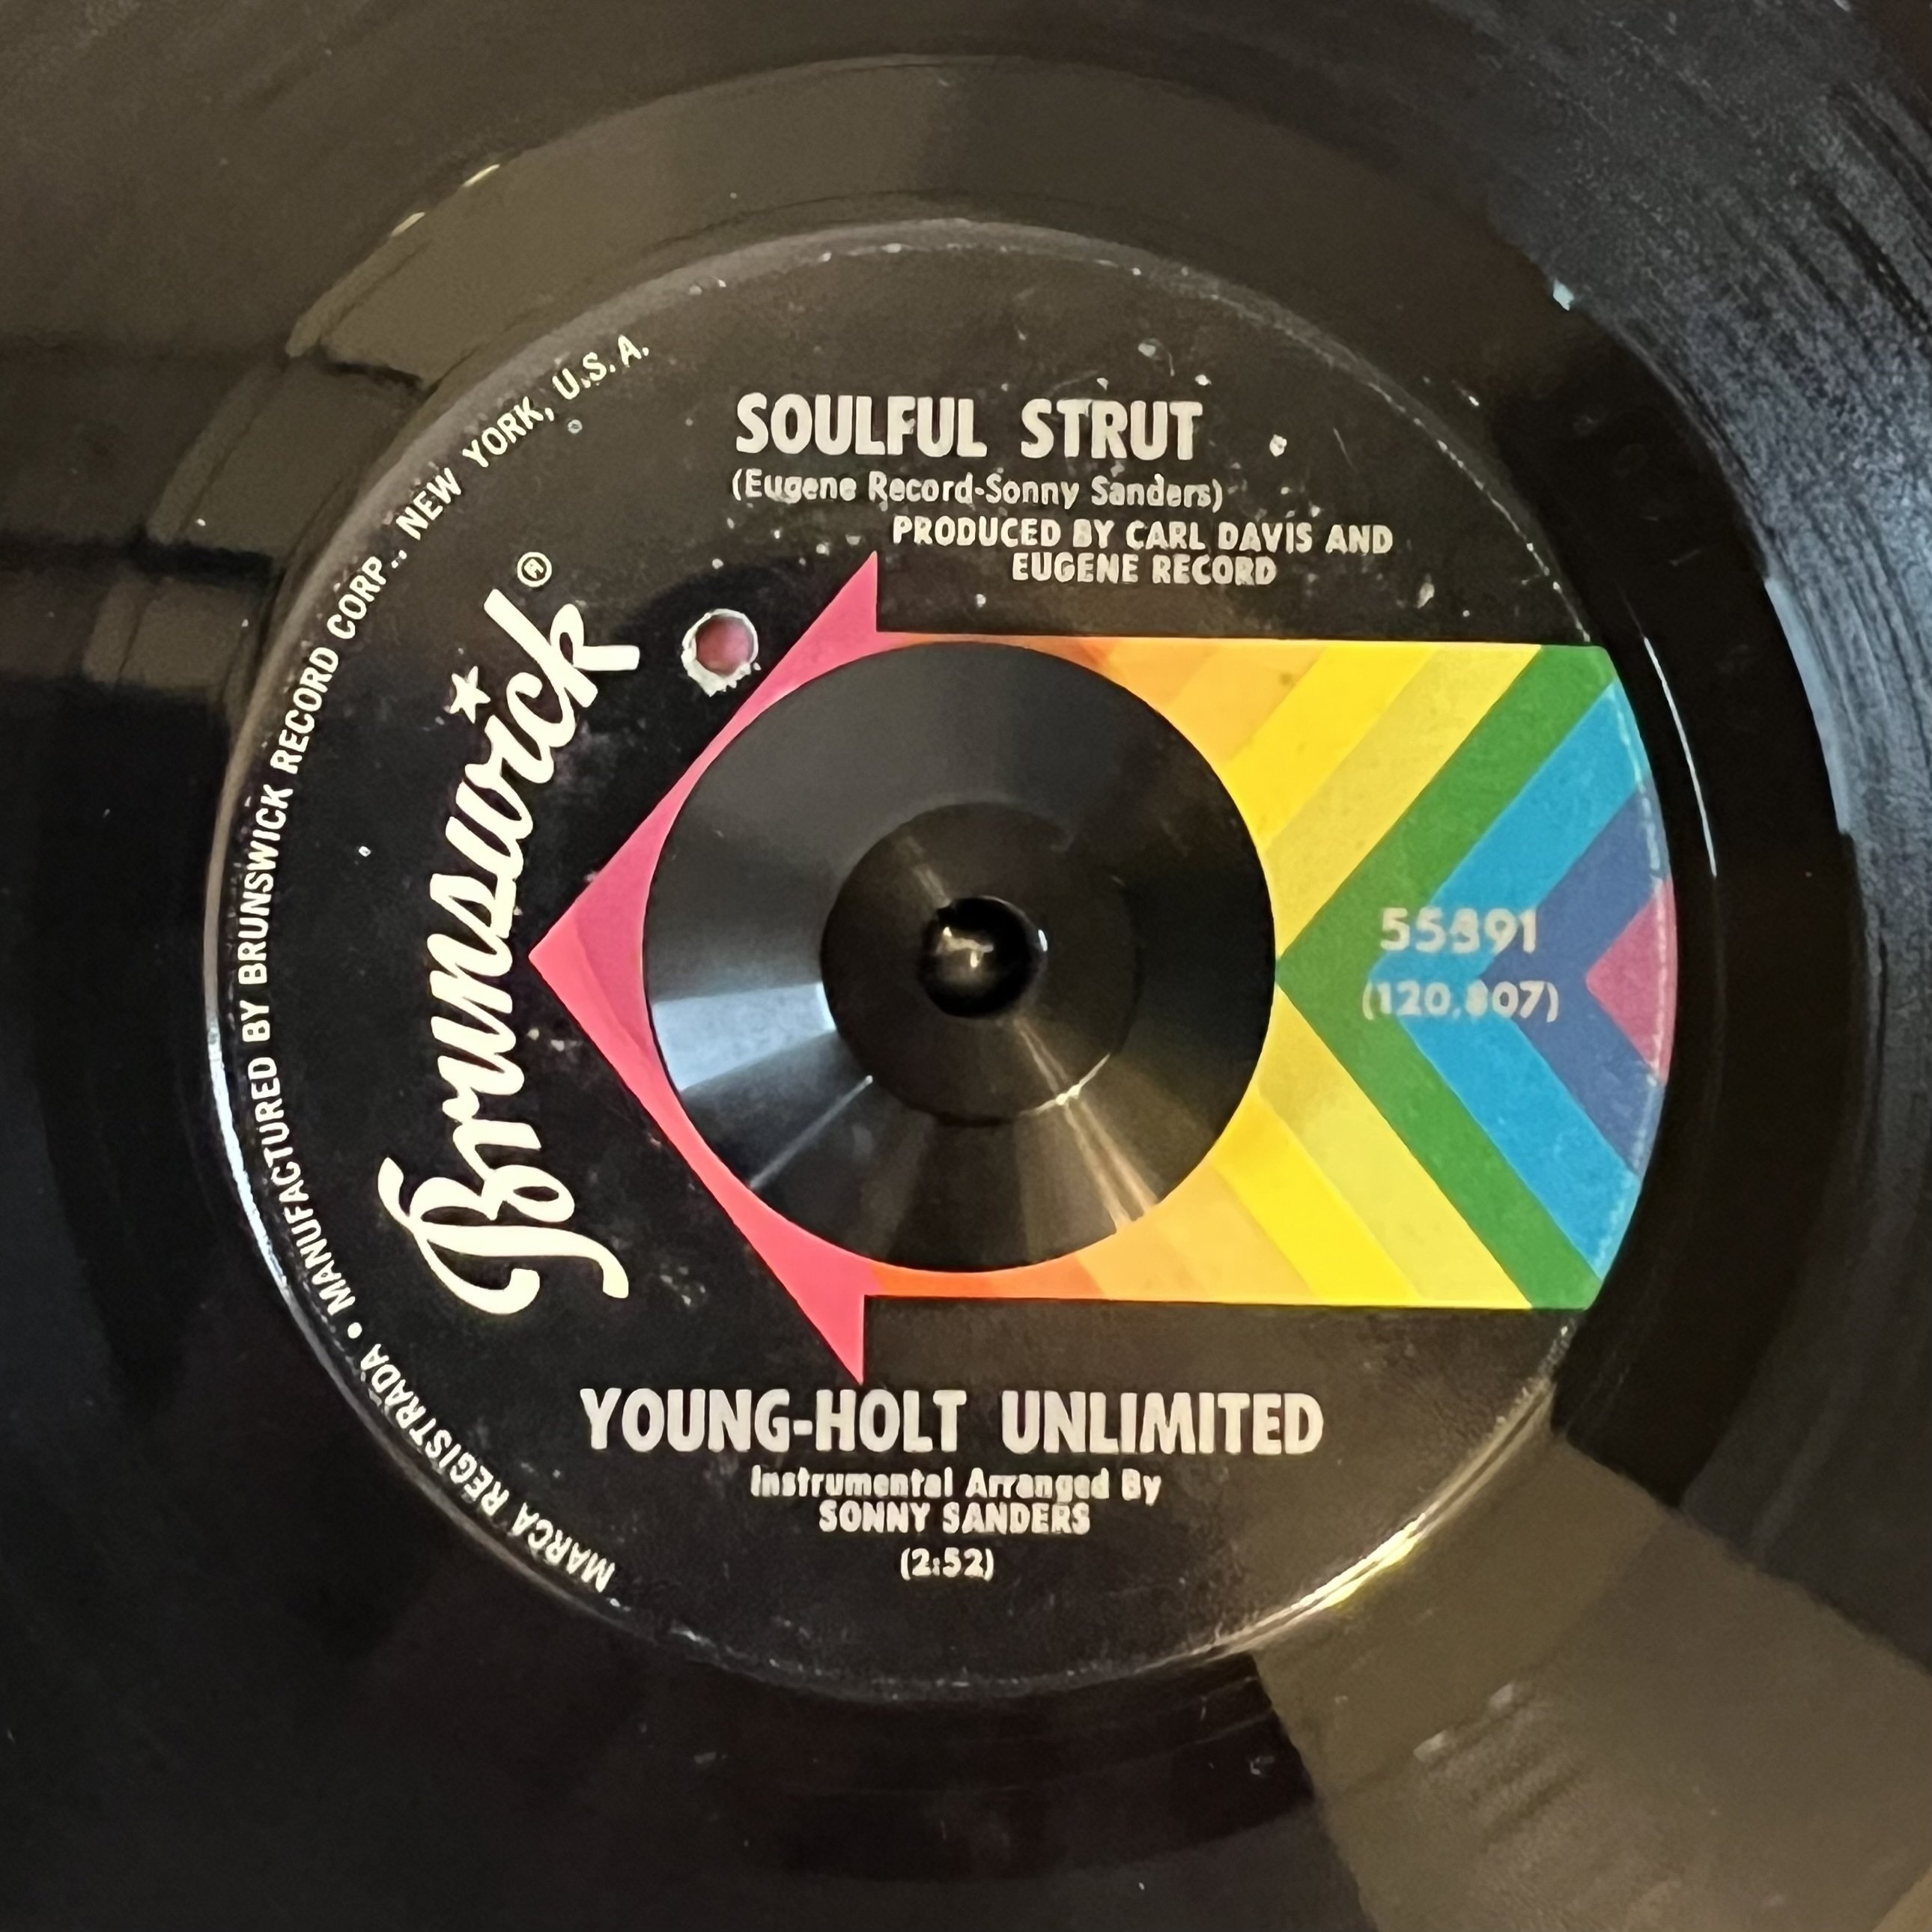 SOULFUL STRUT
(Eugene Record-Sonny Sanders)
PRODUCED BY CARL DAVIS AND
EUGENE RECORD
Brunswick®
55391
(120,807)
YOUNG-HOLT UNLIMITED
Instrumental Arranged By
SONNY SANDERS
(2:52)
MARCA REGISTRADA • MANUFACTURED BY BRUNSWICK RECORD CORP., NEW YORK, U.S.A.